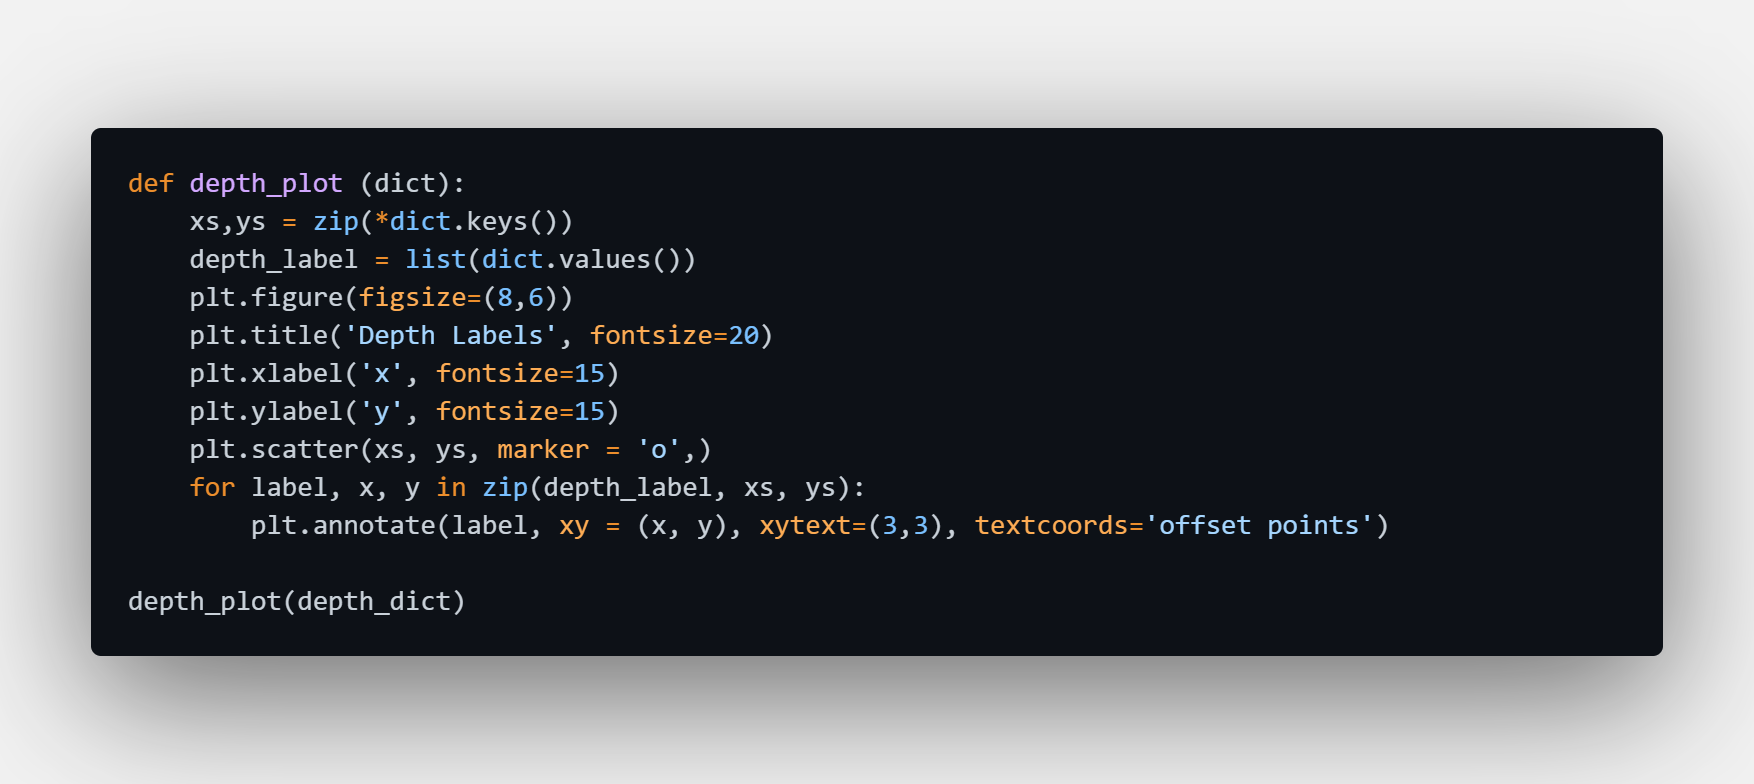 def depth_plot (dict):
    xs,ys = zip(*dict.keys())
    depth_label = list(dict.values())
    plt.figure(figsize=(8,6))
    plt.title('Depth Labels', fontsize=20)
    plt.xlabel('x', fontsize=15)
    plt.ylabel('y', fontsize=15)
    plt.scatter(xs, ys, marker = 'o',)
    for label, x, y in zip(depth_label, xs, ys):
        plt.annotate(label, xy = (x, y), xytext=(3,3), textcoords='offset points')

depth_plot(depth_dict)